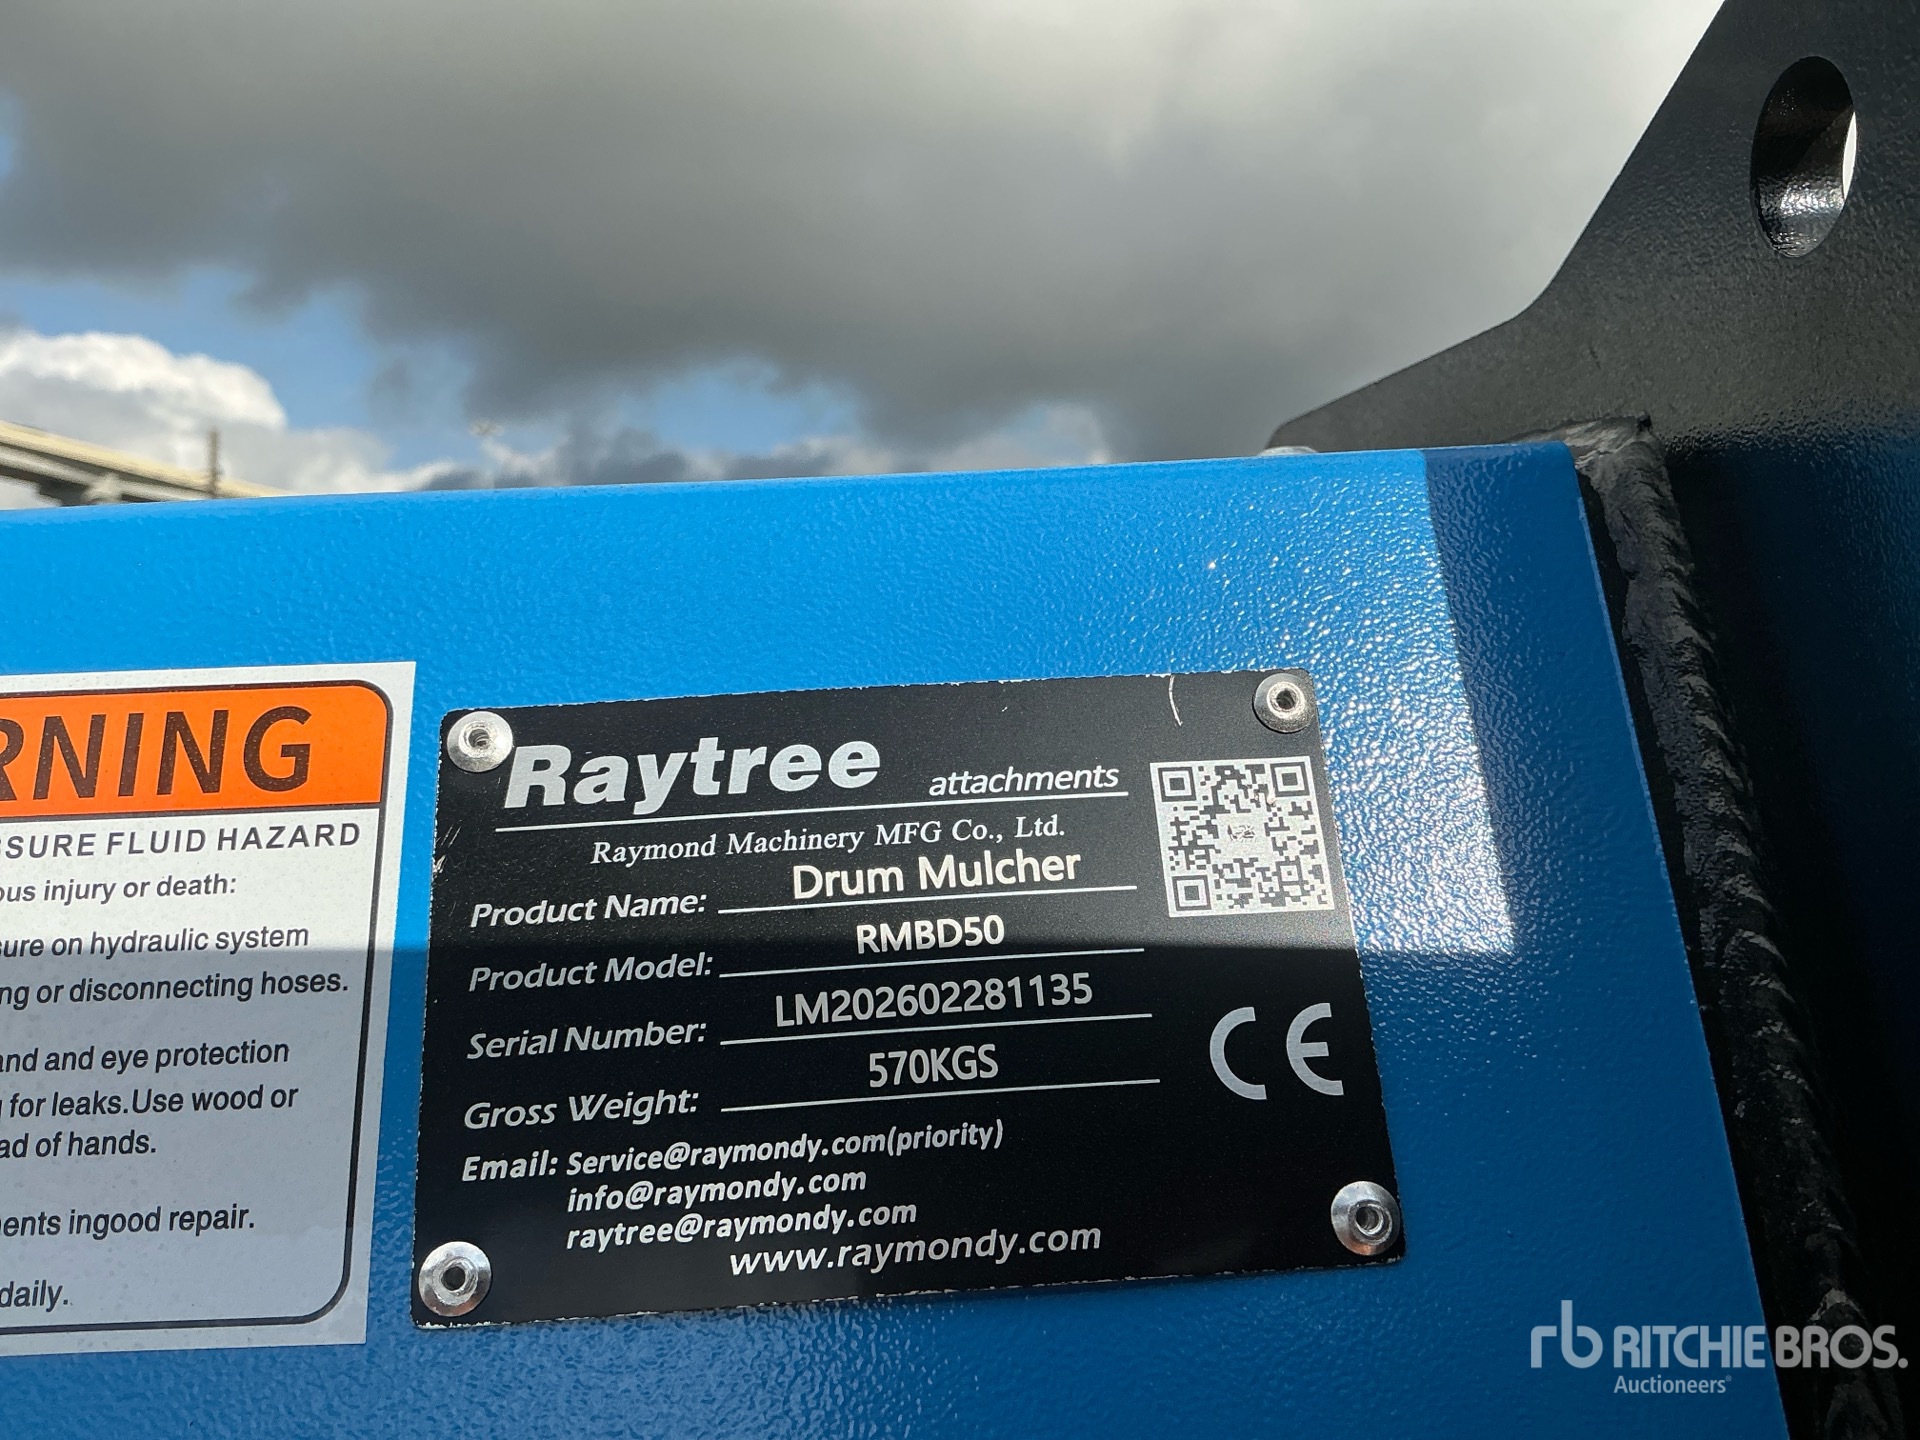 RNING
SSURE FLUID HAZARD
ous injury or death:
sure on hydraulic system
ng or disconnecting hoses.
and and eye protection
for leaks.Use wood or
ad of hands.
ents ingood repair.
daily.
Raytree attachments
Raymond Machinery MFG Co., Ltd.
Product Name: Drum Mulcher
Product Model: RMBD50
Serial Number: LM202602281135
Gross Weight: 570KGS
CE
Email: Service@raymondy.com(priority)
info@raymondy.com
raytree@raymondy.com
www.raymondy.com
rb RITCHIE BROS.
Auctioneers